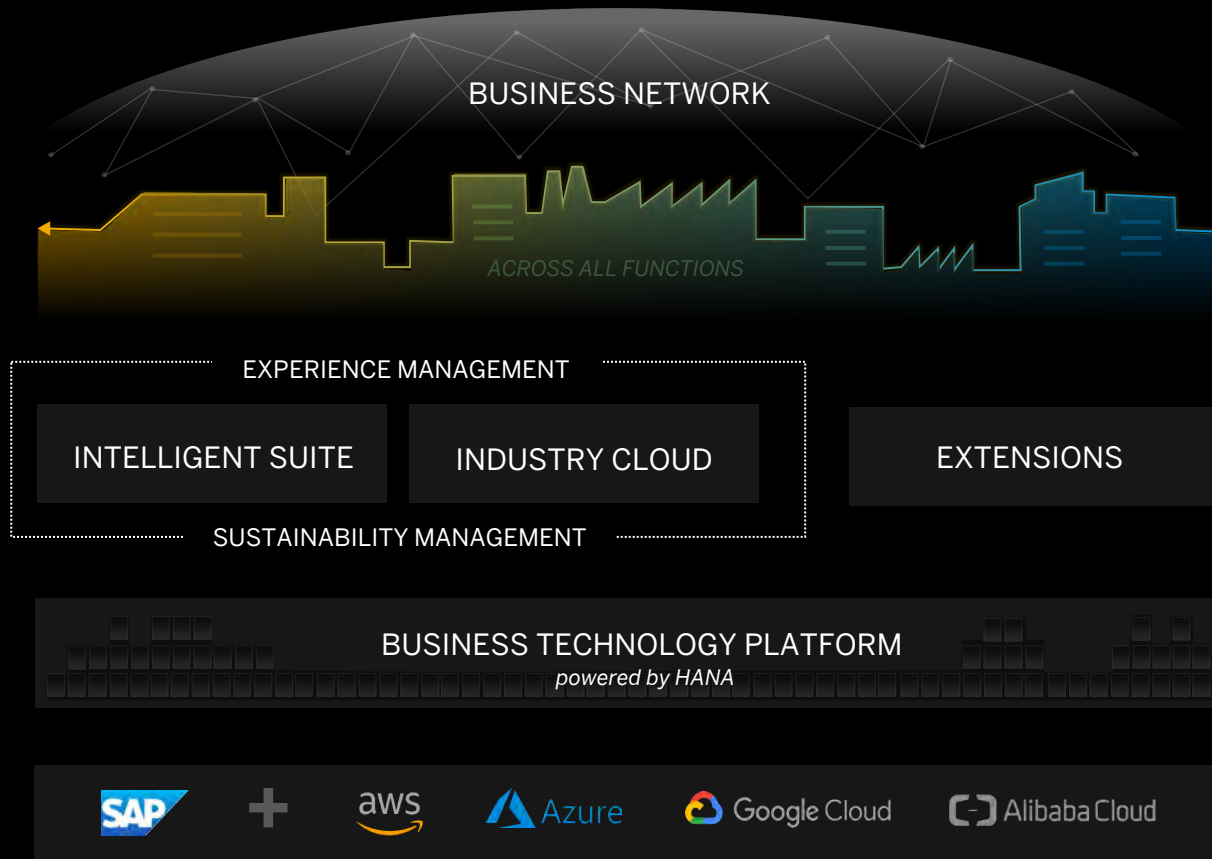 BUSINESS NETWORK
ACROSS ALL FUNCTIONS
EXPERIENCE MANAGEMENT
INTELLIGENT SUITE
INDUSTRY CLOUD
EXTENSIONS
SUSTAINABILITY MANAGEMENT
BUSINESS TECHNOLOGY PLATFORM
powered by HANA
SAP + aws Azure Google Cloud Alibaba Cloud